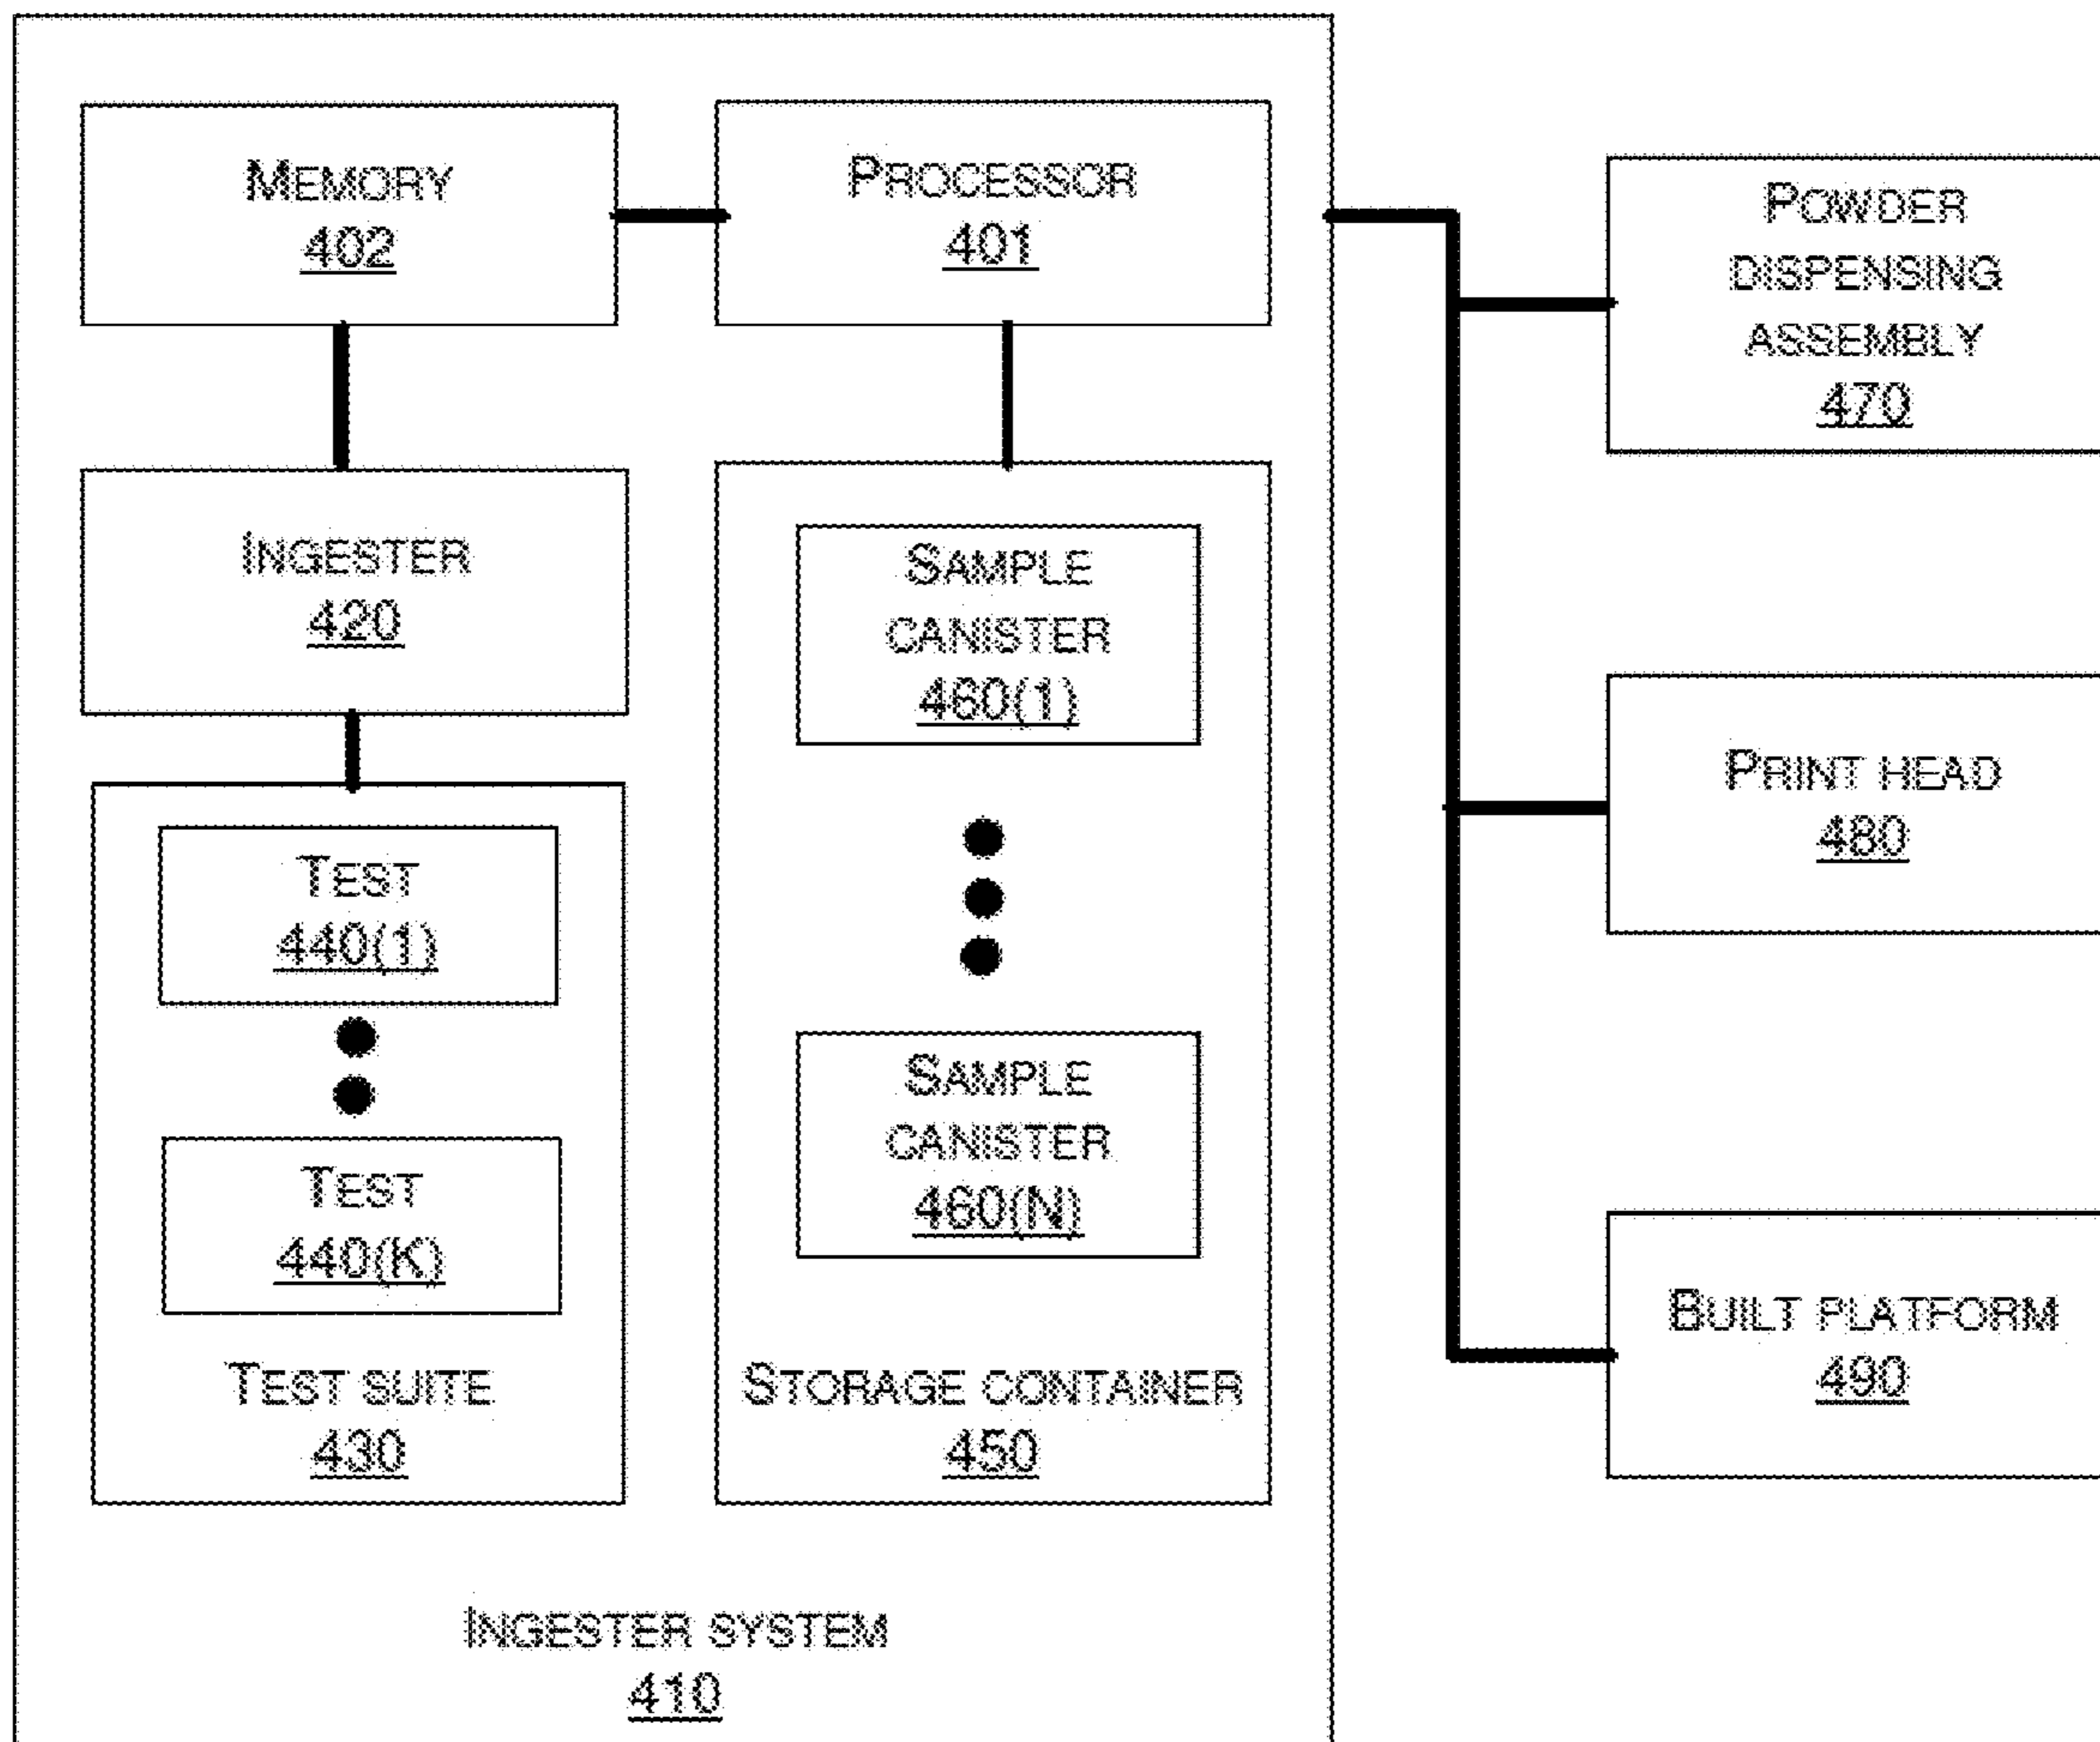 MEMORY
402
PROCESSOR
401
INGESTER
420
TEST
440(1)
TEST
440(K)
TEST SUITE
430
SAMPLE
CANISTER
460(1)
SAMPLE
CANISTER
460(N)
STORAGE CONTAINER
450
INGESTER SYSTEM
410
POWDER
DISPENSING
ASSEMBLY
470
PRINT HEAD
480
BUILT PLATFORM
490